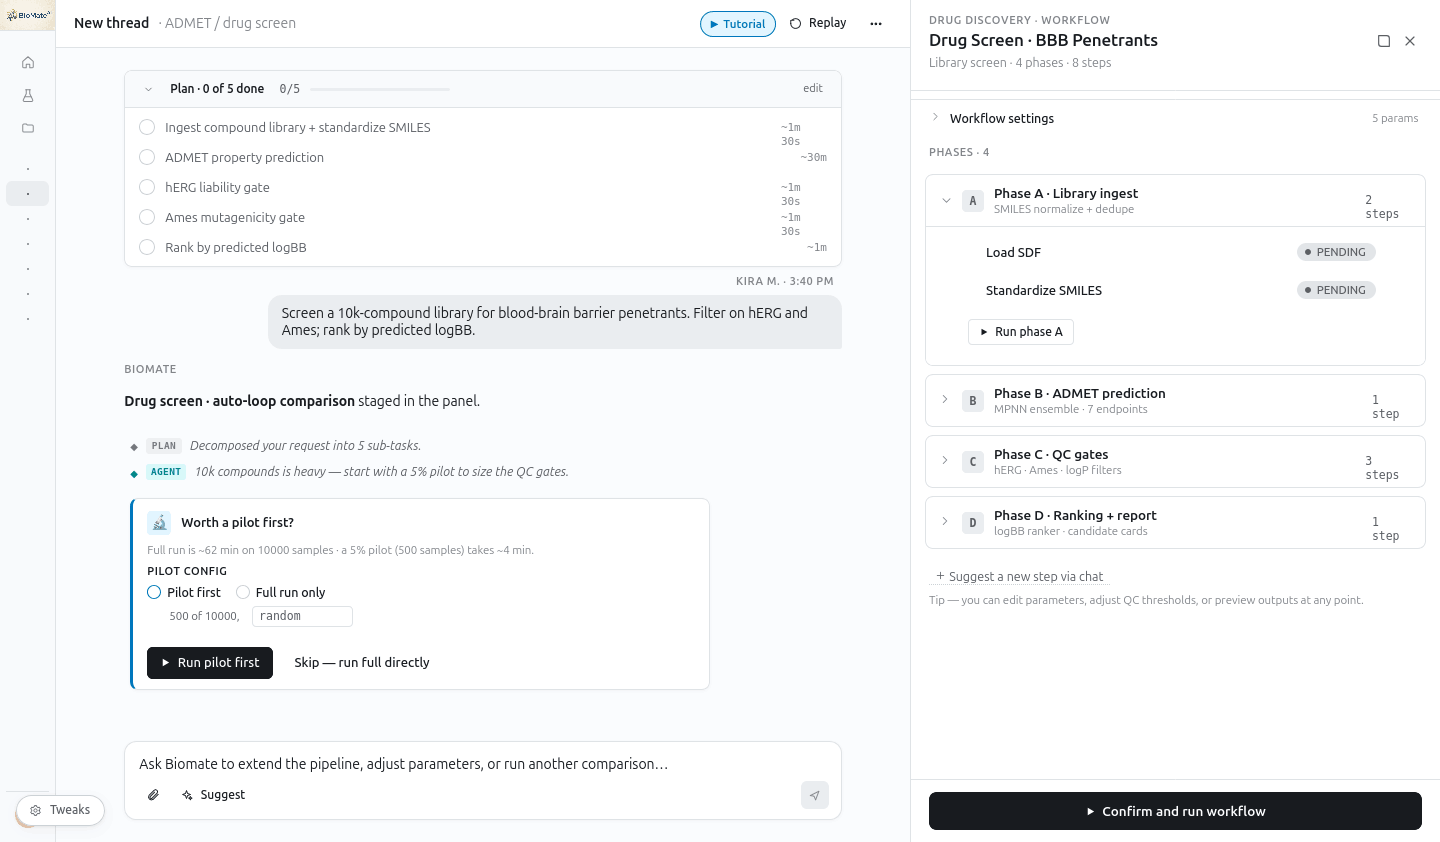 BioMate
New thread · ADMET / drug screen
Tutorial
Replay
Plan · 0 of 5 done 0/5
edit
Ingest compound library + standardize SMILES
~1m
30s
ADMET property prediction
~30m
hERG liability gate
~1m
30s
Ames mutagenicity gate
~1m
30s
Rank by predicted logBB
~1m
KIRA M. · 3:40 PM
Screen a 10k-compound library for blood-brain barrier penetrants. Filter on hERG and
Ames; rank by predicted logBB.
BIOMATE
Drug screen · auto-loop comparison staged in the panel.
PLAN Decomposed your request into 5 sub-tasks.
AGENT 10k compounds is heavy — start with a 5% pilot to size the QC gates.
Worth a pilot first?
Full run is ~62 min on 10000 samples · a 5% pilot (500 samples) takes ~4 min.
PILOT CONFIG
Pilot first Full run only
500 of 10000, random
Run pilot first Skip — run full directly
Ask Biomate to extend the pipeline, adjust parameters, or run another comparison…
Suggest
Tweaks
DRUG DISCOVERY · WORKFLOW
Drug Screen · BBB Penetrants
Library screen · 4 phases · 8 steps
Workflow settings
5 params
PHASES · 4
A
Phase A · Library ingest
SMILES normalize + dedupe
2
steps
Load SDF
PENDING
Standardize SMILES
PENDING
Run phase A
B
Phase B · ADMET prediction
MPNN ensemble · 7 endpoints
1
step
C
Phase C · QC gates
hERG · Ames · logP filters
3
steps
D
Phase D · Ranking + report
logBB ranker · candidate cards
1
step
+ Suggest a new step via chat
Tip — you can edit parameters, adjust QC thresholds, or preview outputs at any point.
Confirm and run workflow